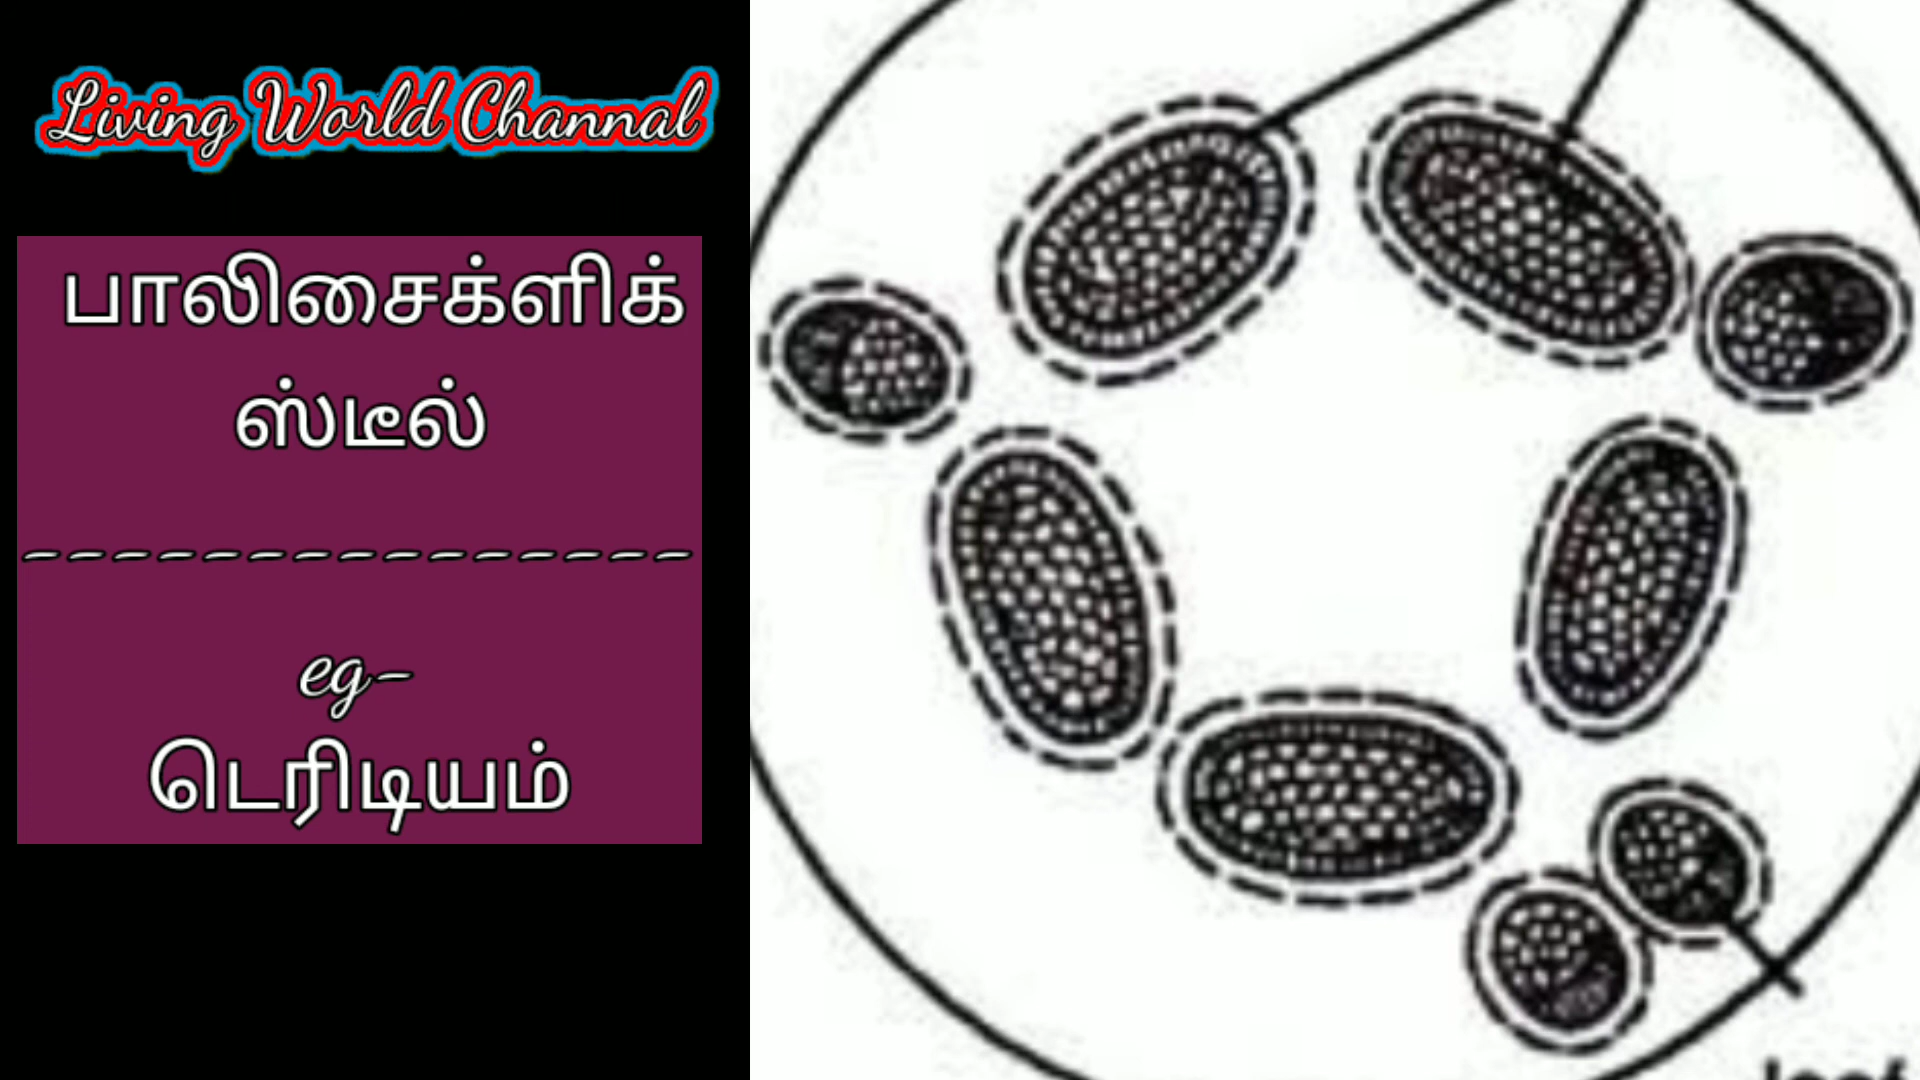 Living World Channal
பாலிசைக்ளிக்
ஸ்டீல்
----------------
eg-
டெரிடியம்